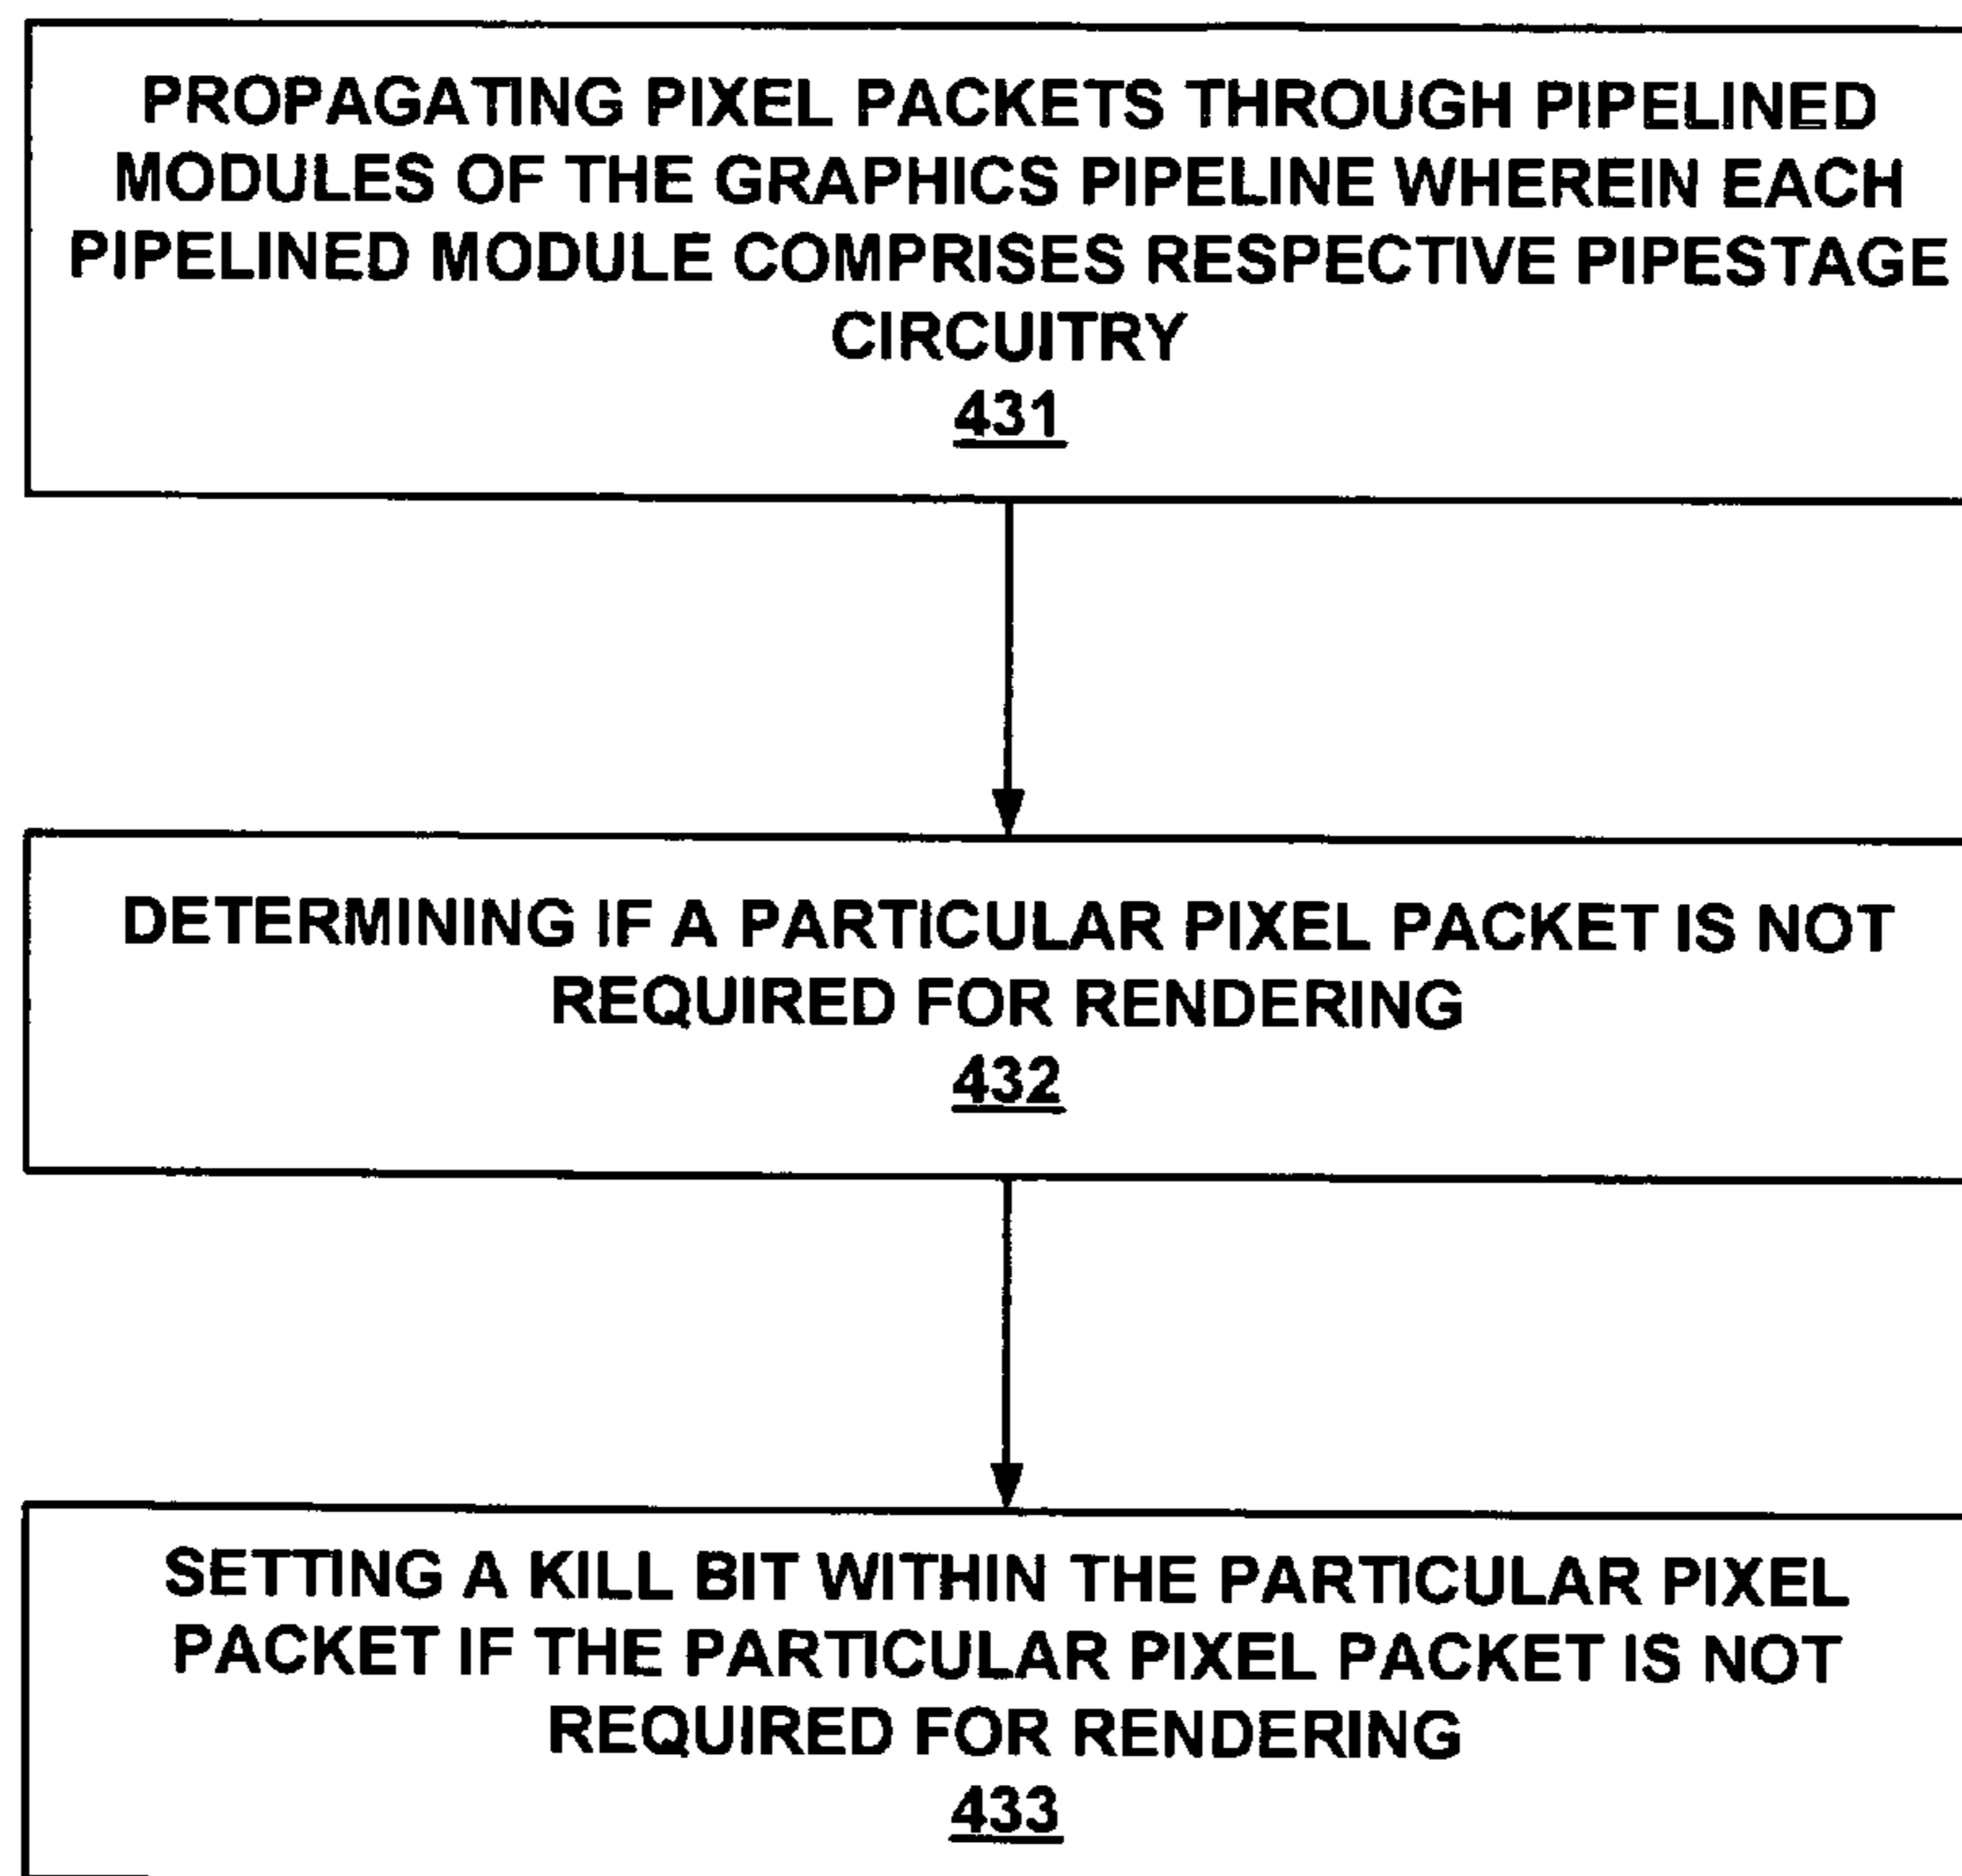 PROPAGATING PIXEL PACKETS THROUGH PIPELINED
MODULES OF THE GRAPHICS PIPELINE WHEREIN EACH
PIPELINED MODULE COMPRISES RESPECTIVE PIPESTAGE
CIRCUITRY
431
DETERMINING IF A PARTICULAR PIXEL PACKET IS NOT
REQUIRED FOR RENDERING
432
SETTING A KILL BIT WITHIN THE PARTICULAR PIXEL
PACKET IF THE PARTICULAR PIXEL PACKET IS NOT
REQUIRED FOR RENDERING
433